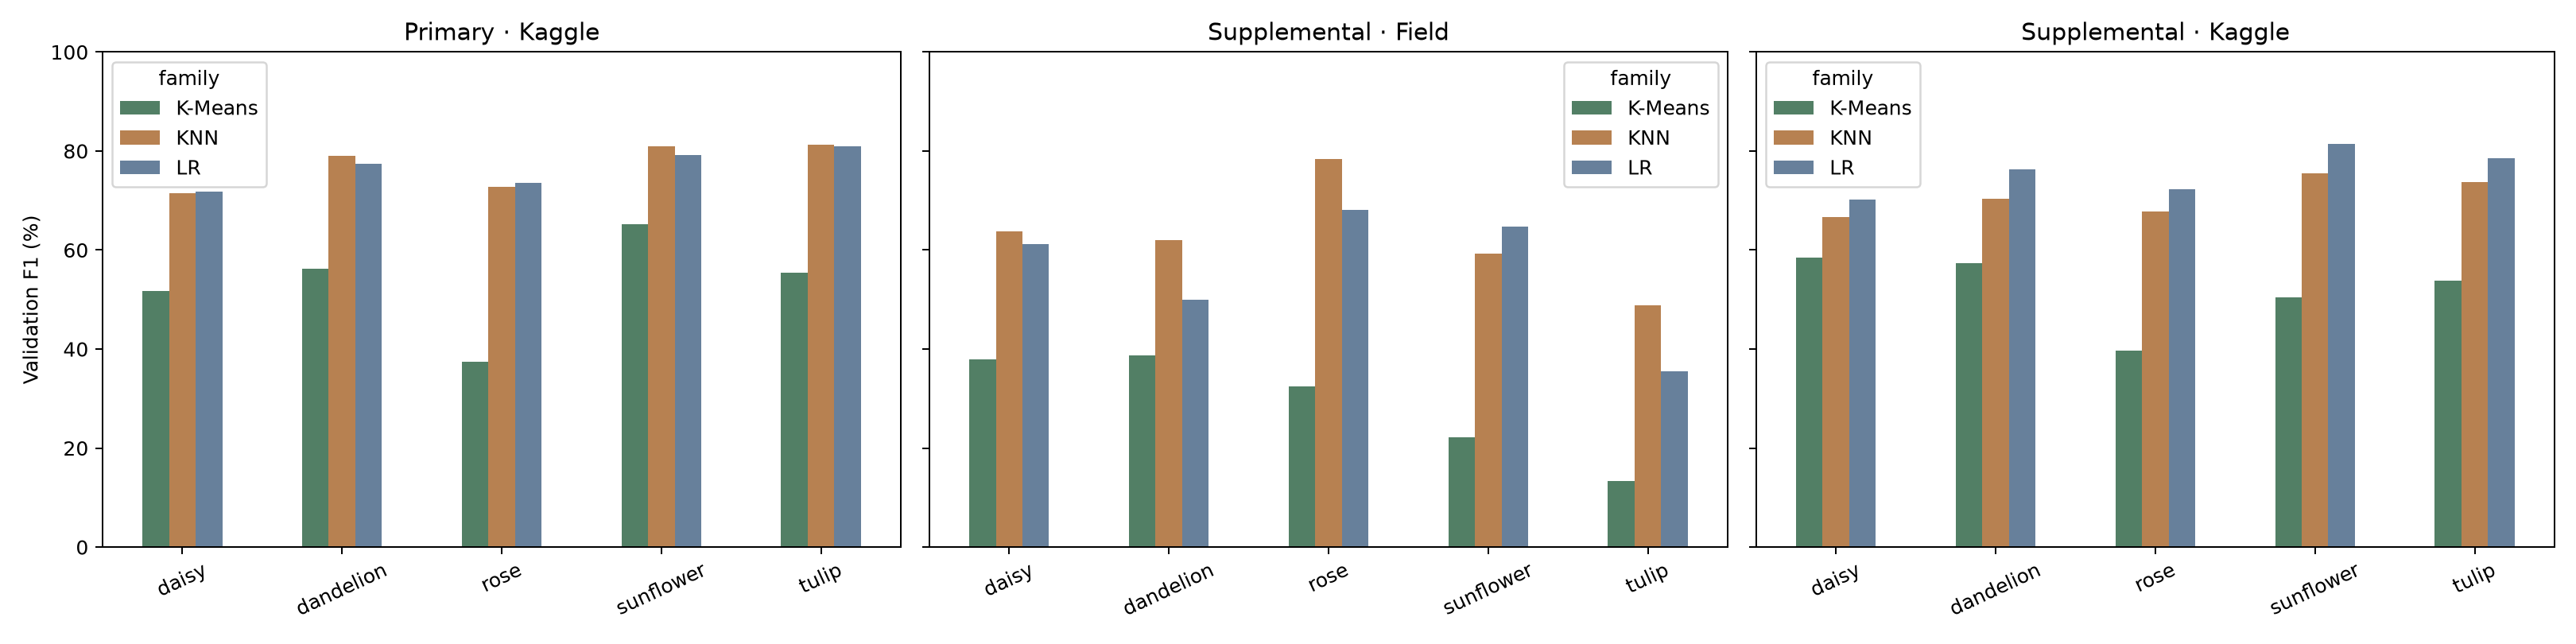 Primary · Kaggle
Validation F1 (%)
100
80
60
40
20
0
family
K-Means
KNN
LR
daisy
dandelion
rose
sunflower
tulip
Supplemental · Field
family
K-Means
KNN
LR
daisy
dandelion
rose
sunflower
tulip
Supplemental · Kaggle
family
K-Means
KNN
LR
daisy
dandelion
rose
sunflower
tulip